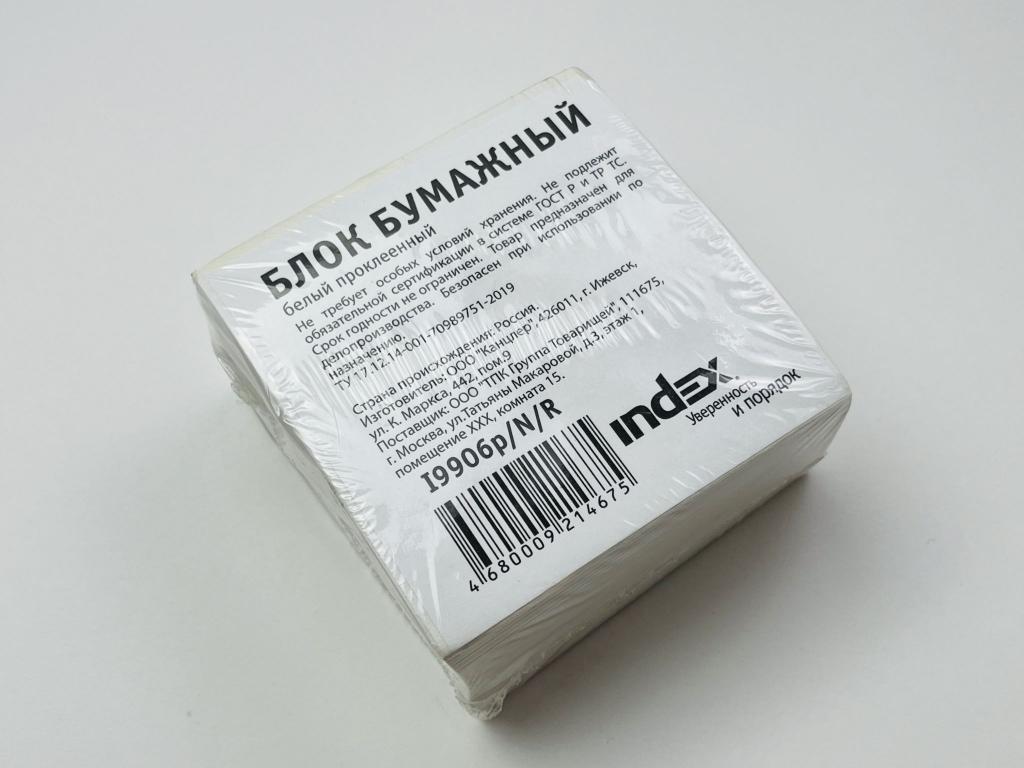 БЛОК БУМАЖНЫЙ
белый проклеенный
Не требует особых условий хранения. Не подлежит
обязательной сертификации в системе ГОСТ Р и ТР ТС.
Срок годности не ограничен. Товар предназначен для
делопроизводства. Безопасен при использовании по
назначению.
ТУ 17.12.14-001-70989751-2019
Страна происхождения: Россия
Изготовитель: ООО "Канцлер", 426011, г. Ижевск,
ул. К. Маркса, 442, пом.9
Поставщик: ООО "ТПК Группа Товарищей", 111675,
г. Москва, ул.Татьяны Макаровой, д.3, этаж 1,
помещение XXX, комната 15.
I9906p/N/R
index
Уверенность
и порядок
4 680009 214675